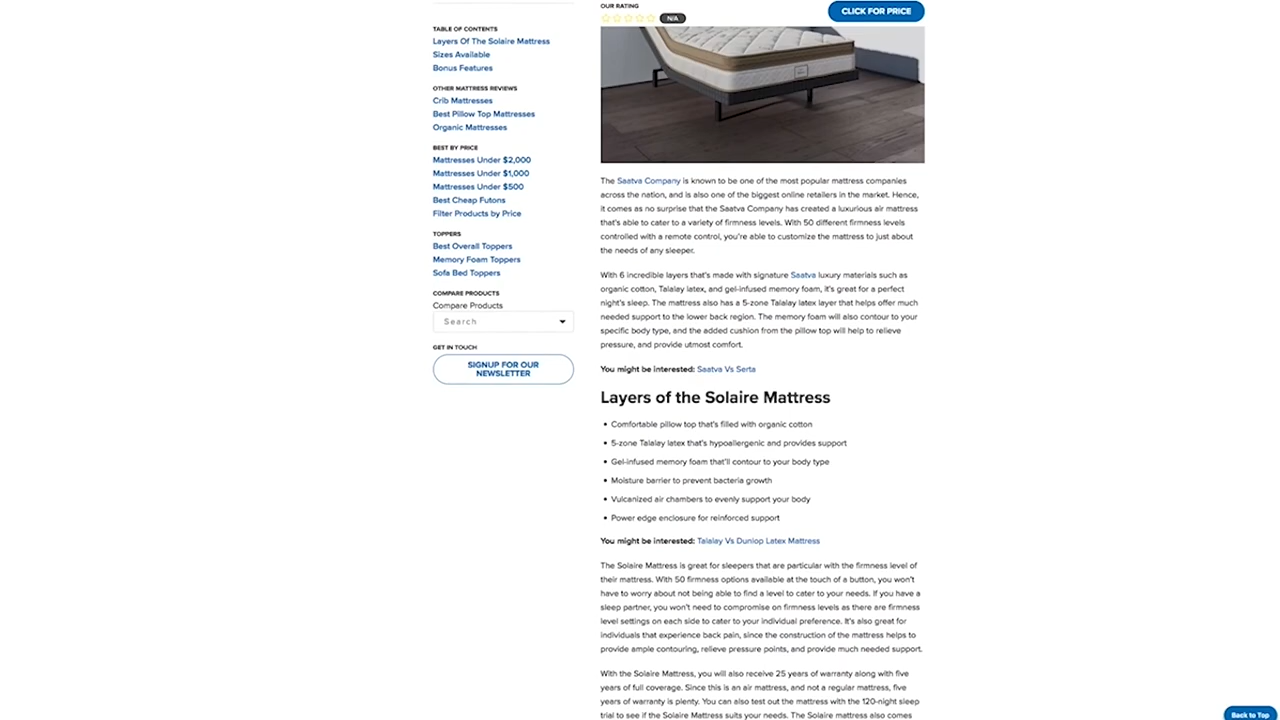 OUR RATING
N/A
CLICK FOR PRICE
TABLE OF CONTENTS
Layers Of The Solaire Mattress
Sizes Available
Bonus Features
OTHER MATTRESS REVIEWS
Crib Mattresses
Best Pillow Top Mattresses
Organic Mattresses
BEST BY PRICE
Mattresses Under $2,000
Mattresses Under $1,000
Mattresses Under $500
Best Cheap Futons
Filter Products by Price
TOPPERS
Best Overall Toppers
Memory Foam Toppers
Sofa Bed Toppers
COMPARE PRODUCTS
Compare Products
Search
GET IN TOUCH
SIGNUP FOR OUR
NEWSLETTER
The Saatva Company is known to be one of the most popular mattress companies
across the nation, and is also one of the biggest online retailers in the market. Hence,
it comes as no surprise that the Saatva Company has created a luxurious air mattress
that's able to cater to a variety of firmness levels. With 50 different firmness levels
controlled with a remote control, you're able to customize the mattress to just about
the needs of any sleeper.
With 6 incredible layers that's made with signature Saatva luxury materials such as
organic cotton, Talalay latex, and gel-infused memory foam, it's great for a perfect
night's sleep. The mattress also has a 5-zone Talalay latex layer that helps offer much
needed support to the lower back region. The memory foam will also contour to your
specific body type, and the added cushion from the pillow top will help to relieve
pressure, and provide utmost comfort.
You might be interested: Saatva Vs Serta
Layers of the Solaire Mattress
• Comfortable pillow top that's filled with organic cotton
• 5-zone Talalay latex that's hypoallergenic and provides support
• Gel-infused memory foam that'll contour to your body type
• Moisture barrier to prevent bacteria growth
• Vulcanized air chambers to evenly support your body
• Power edge enclosure for reinforced support
You might be interested: Talalay Vs Dunlop Latex Mattress
The Solaire Mattress is great for sleepers that are particular with the firmness level of
their mattress. With 50 firmness options available at the touch of a button, you won't
have to worry about not being able to find a level to cater to your needs. If you have a
sleep partner, you won't need to compromise on firmness levels as there are firmness
level settings on each side to cater to your individual preference. It's also great for
individuals that experience back pain, since the construction of the mattress helps to
provide ample contouring, relieve pressure points, and provide much needed support.
With the Solaire Mattress, you will also receive 25 years of warranty along with five
years of full coverage. Since this is an air mattress, and not a regular mattress, five
years of warranty is plenty. You can also test out the mattress with the 120-night sleep
trial to see if the Solaire Mattress suits your needs. The Solaire mattress also comes
Back to Top